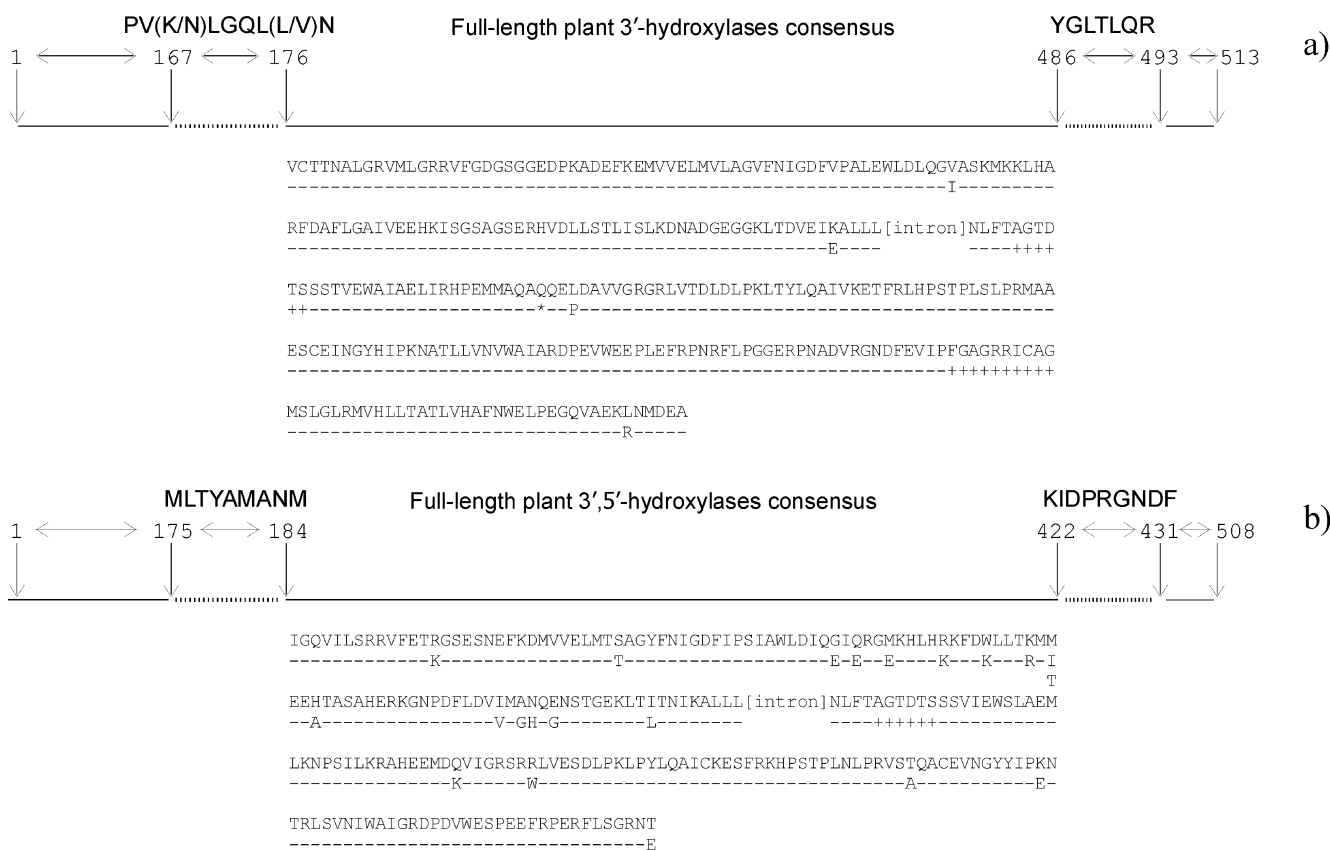 PV(K/N)LGQL(L/V)N Full-length plant 3′-hydroxylases consensus YGLTLQR
a)
1 167 176 486 493 513
VCTTNALGRVMLGRRVFGDGSGGEDPKADEFKEMVVELMVLAGVFNIGDFVPALEWLDLQGVASKMKKLHA
--------------------------------------------------------------I---------
RFDAFLGAIVEEHKISGSAGSERHVDLLSTLISLKDNADGEGGKLTDVEIKALLL[intron]NLFTAGTD
---------------------------------------------------E---- ----++++
TSSSTVEWAIAELIRHPEMMAQAQQELDAVVGRGRLVTDLDLPKLTYLQAIVKETFRLHPSTPLSLPRMAA
++----------------------*--P---------------------------------------------
ESCEINGYHIPKNATLLVNVWAIARDPEVWEEPLEFRPNRFLPGGERPNADVRGNDFEVIPFGAGRRICAG
-------------------------------------------------------------++++++++++
MSLGLRMVHLLTATLVHAFNWELPEGQVAEKLNMDEA
-------------------------------R-----
MLTYAMANM Full-length plant 3′,5′-hydroxylases consensus KIDPRGNDF
b)
1 175 184 422 431 508
IGQVILSRRVFETRGSESNEFKDMVVELMTSAGYFNIGDFIPSIAWLDIQGIQRGMKHLHRKFDWLLTKMM
-------------K----------------T--------------------E-E--E----K---W---R-I
T
EEHTASAHERKGNPDFLDVIMANQENSTGEKLTITNIKALLL[intron]NLFTAGTDTSSSVIEWSLAEM
--A-----------------V-GH-G--------L-------- ----++++++-----------
LKNPSILKRAHEEMDQVIGRSRRLVESDLPKLPYLQAICKESFRKHPSTPLNLPRVSTQACEVNGYYIPKN
---------------K------W-----------------------------------A-----------E-
TRLSVNIWAIGRDPDVWESPEEFRPERFLSGRNT
---------------------------------E